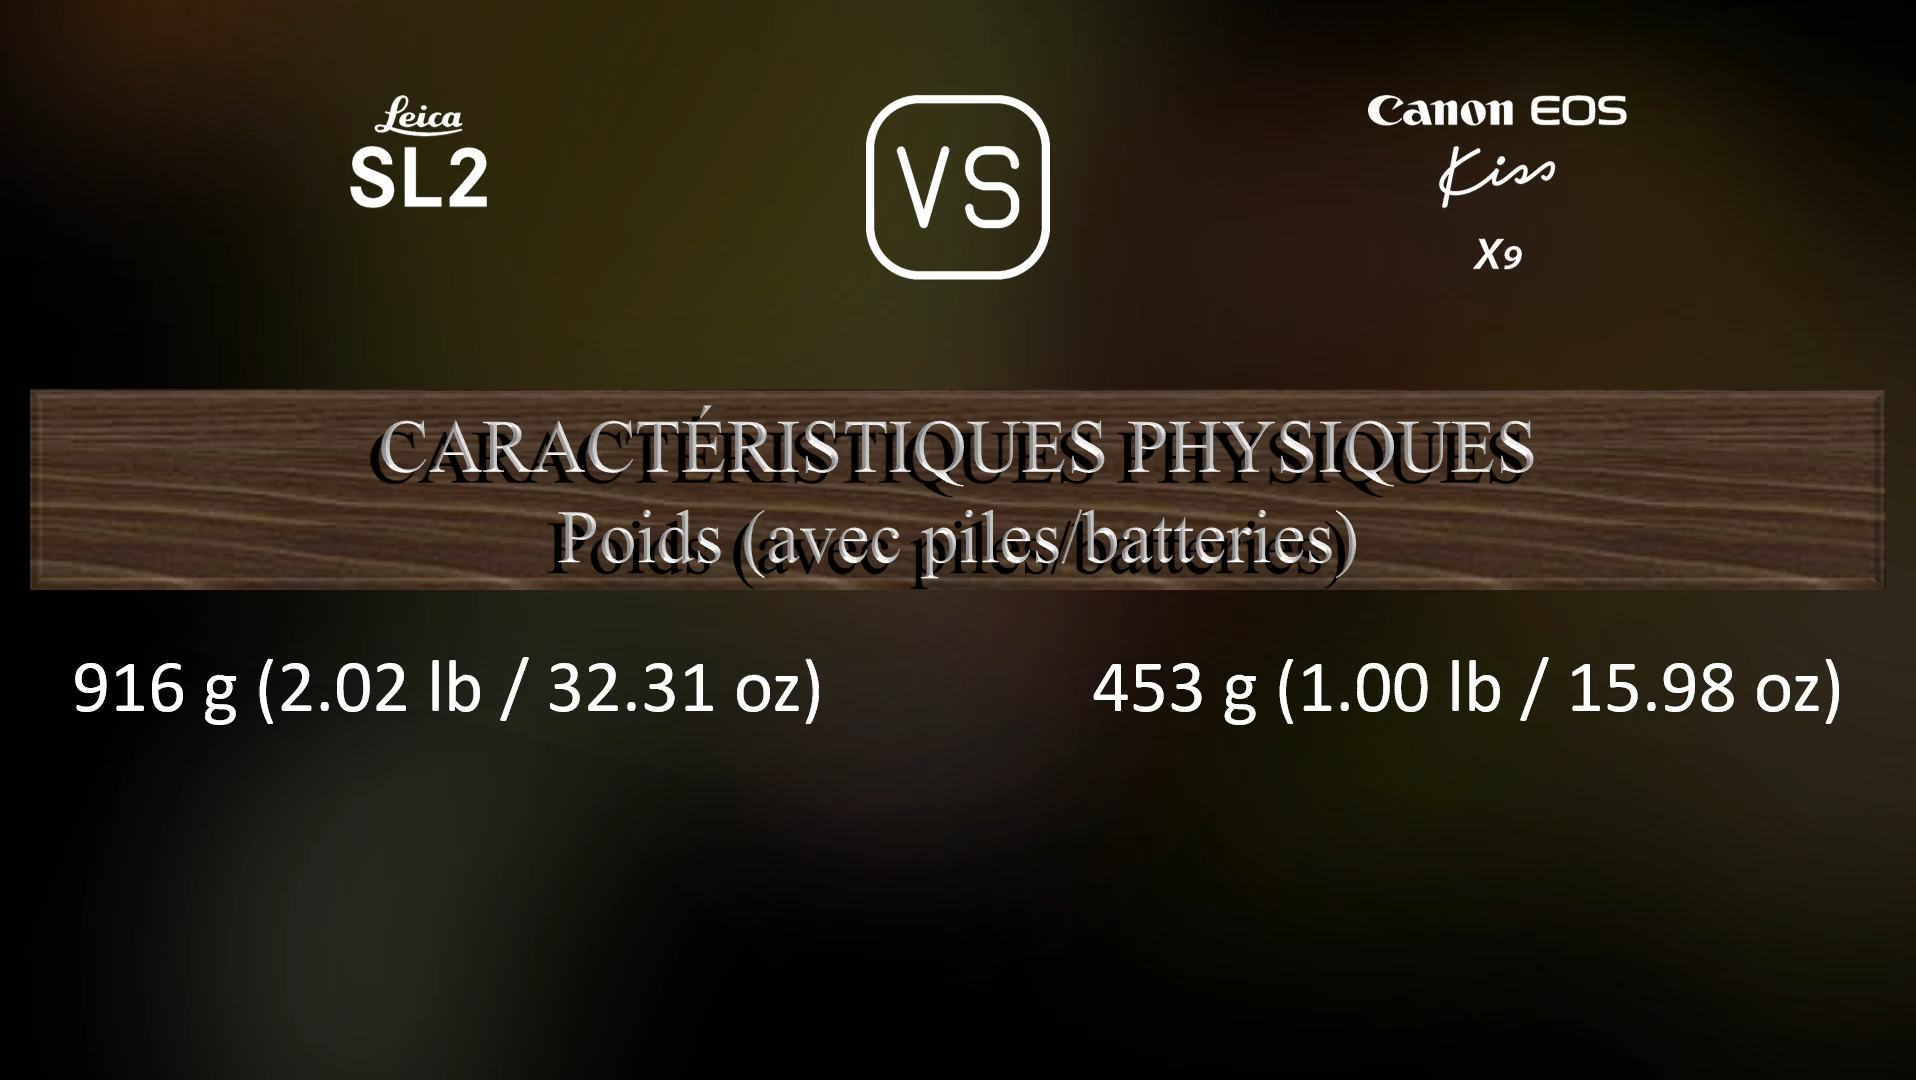 Leica
SL2
VS
Canon EOS
Kiss
X9
CARACTÉRISTIQUES PHYSIQUES
Poids (avec piles/batteries)
916 g (2.02 lb / 32.31 oz)
453 g (1.00 lb / 15.98 oz)